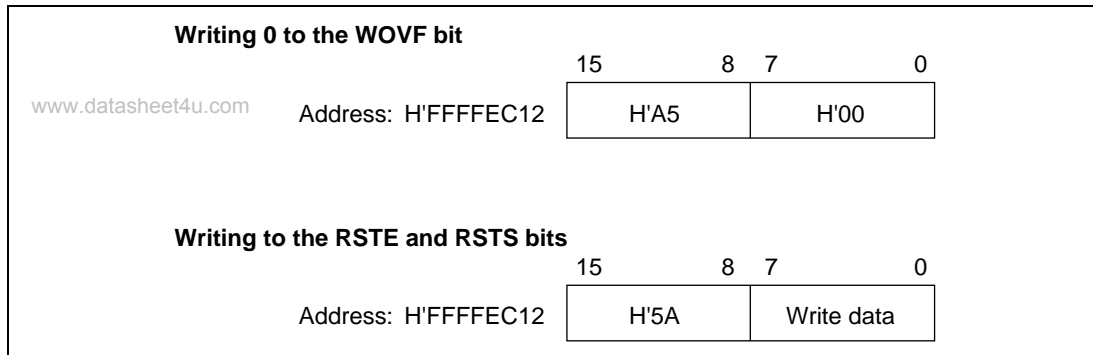 Writing 0 to the WOVF bit
15 8 7 0
www.datasheet4u.com
Address: H'FFFFEC12 H'A5 H'00
Writing to the RSTE and RSTS bits
15 8 7 0
Address: H'FFFFEC12 H'5A Write data